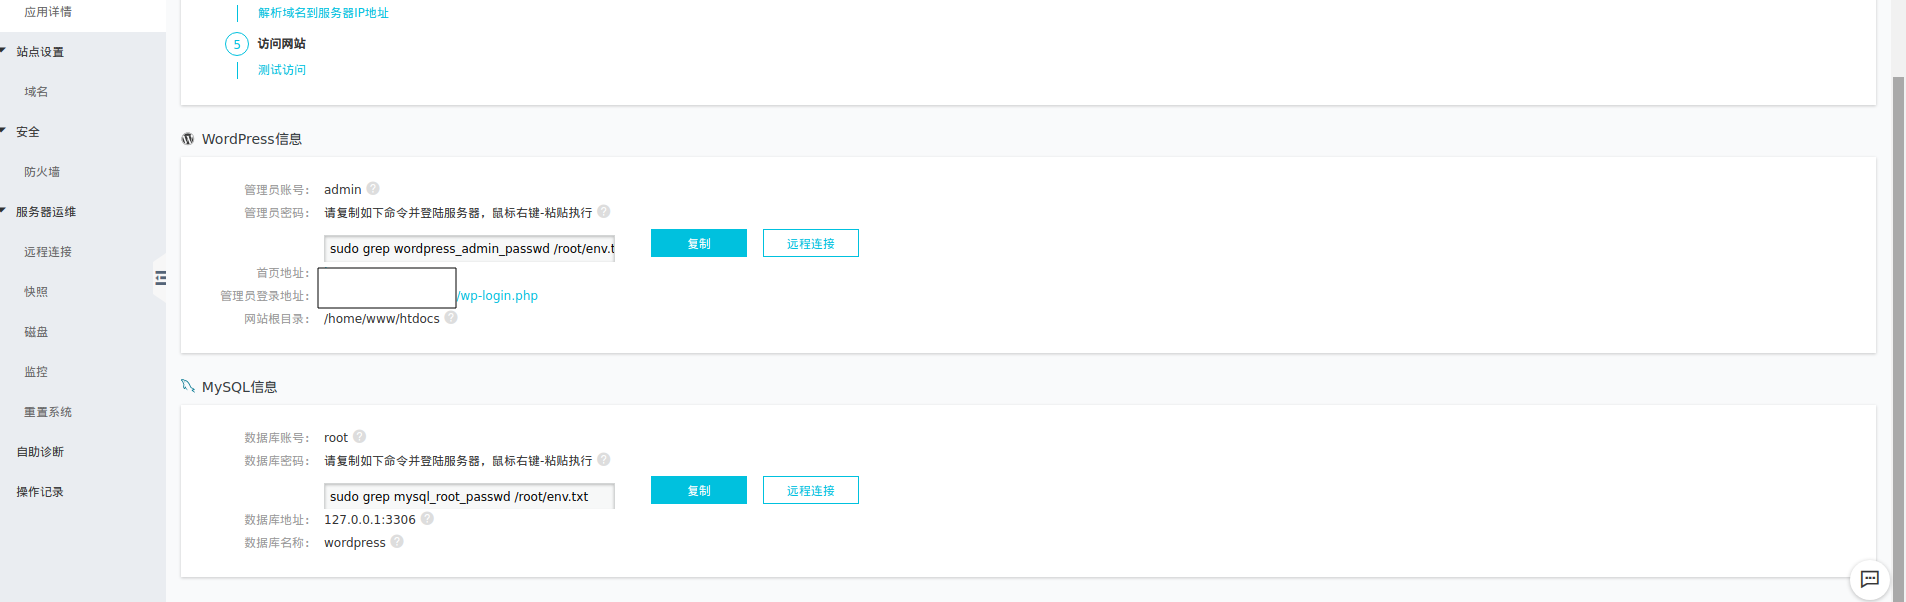 应用详情
站点设置
域名
安全
防火墙
服务器运维
远程连接
快照
磁盘
监控
重置系统
自助诊断
操作记录
解析域名到服务器IP地址
5 访问网站
测试访问
WordPress信息
管理员账号: admin ?
管理员密码: 请复制如下命令并登陆服务器，鼠标右键-粘贴执行 ?
sudo grep wordpress_admin_passwd /root/env.t 复制 远程连接
首页地址:
管理员登录地址: /wp-login.php
网站根目录: /home/www/htdocs ?
MySQL信息
数据库账号: root ?
数据库密码: 请复制如下命令并登陆服务器，鼠标右键-粘贴执行 ?
sudo grep mysql_root_passwd /root/env.txt 复制 远程连接
数据库地址: 127.0.0.1:3306 ?
数据库名称: wordpress ?